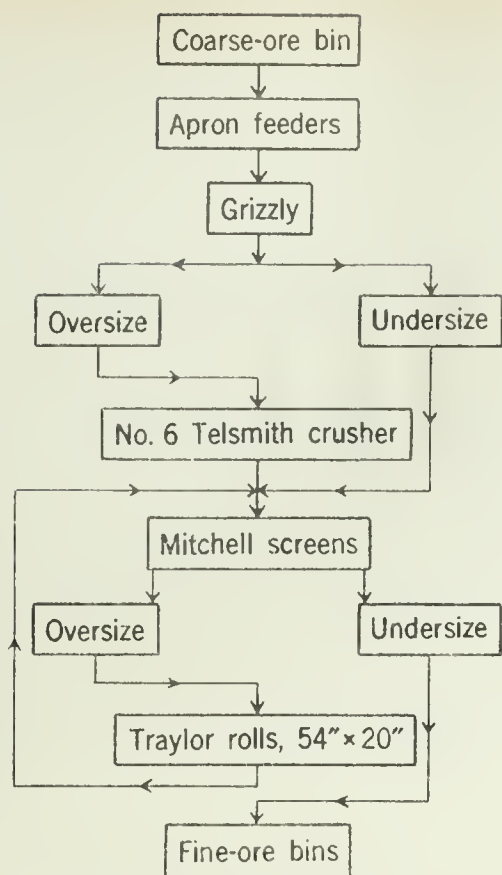 Coarse-ore bin
Apron feeders
Grizzly
Oversize
Undersize
No. 6 Telsmith crusher
Mitchell screens
Oversize
Undersize
Traylor rolls, 54″ × 20″
Fine-ore bins